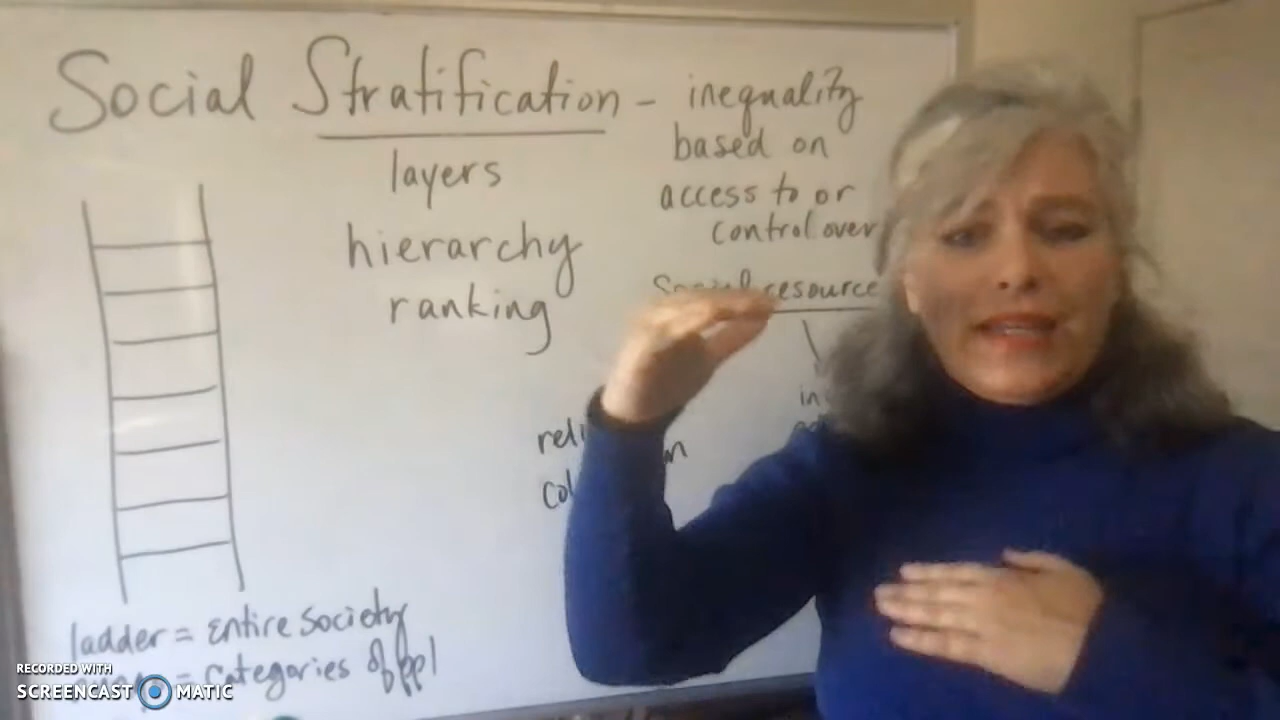 Social Stratification - inequality
based on
access to or
control over
layers
hierarchy
ranking
resource
ladder = entire society
= categories of ppl
RECORDED WITH
SCREENCAST MATIC